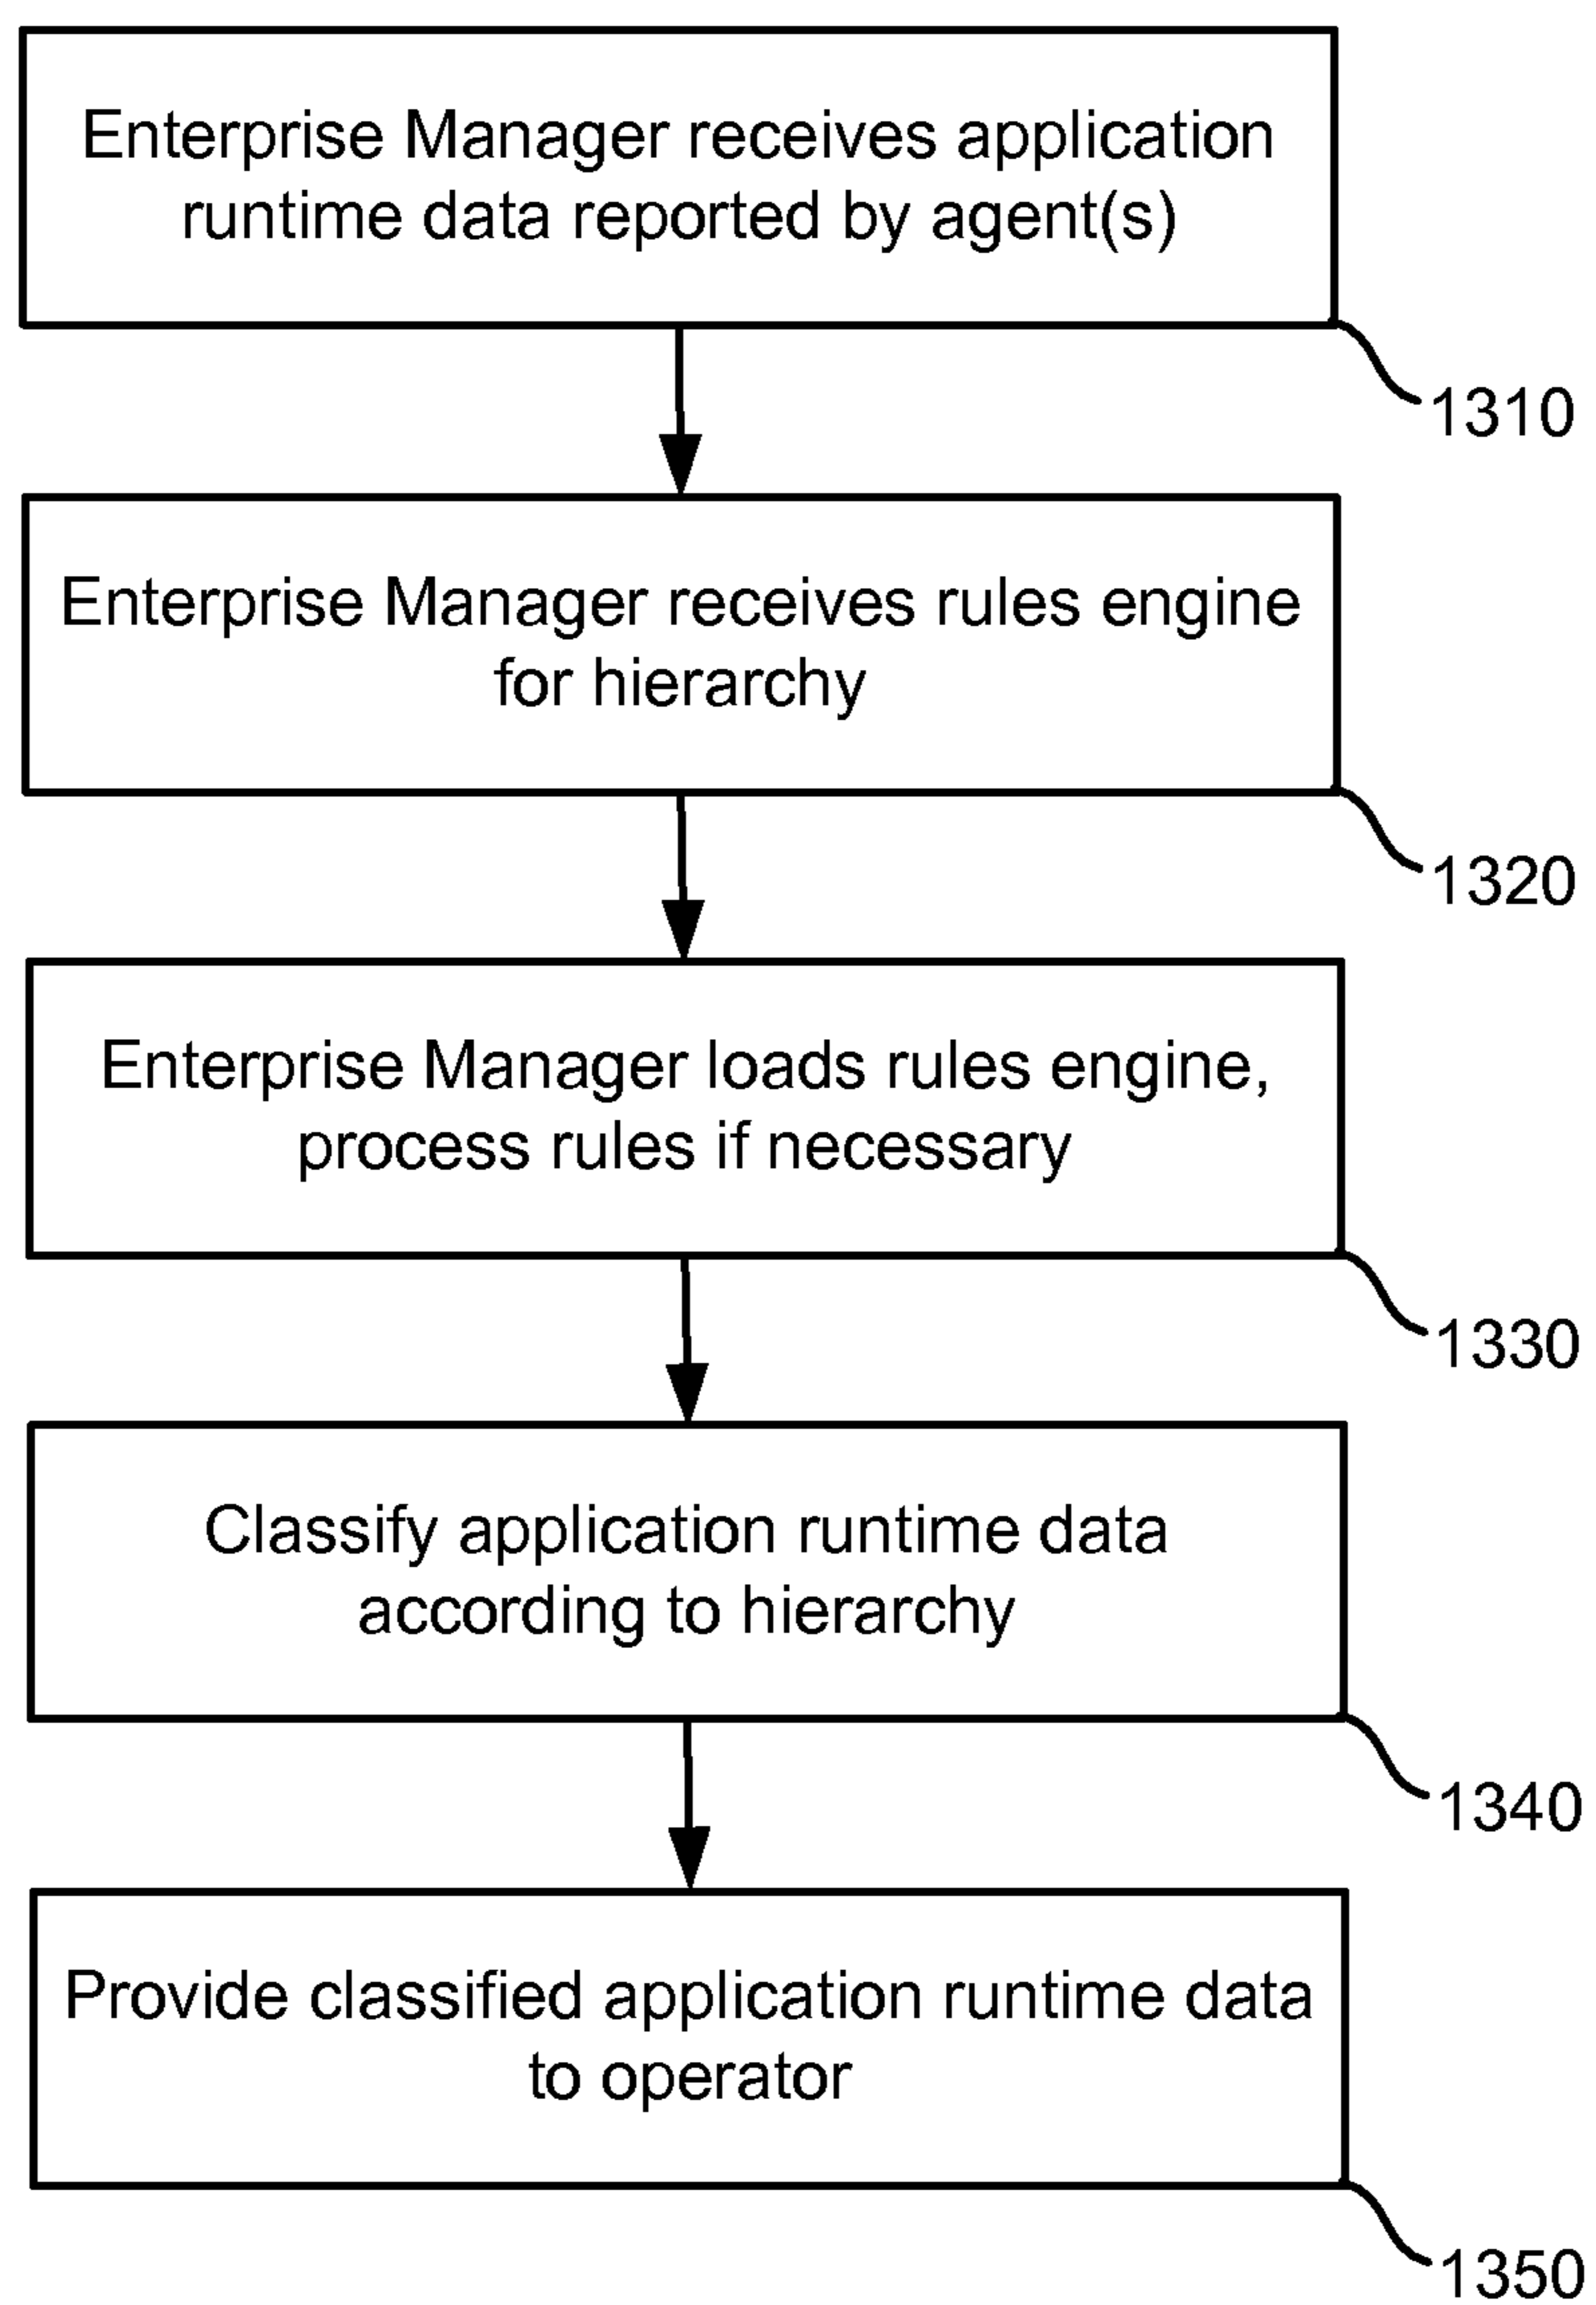 Enterprise Manager receives application
runtime data reported by agent(s)
1310
Enterprise Manager receives rules engine
for hierarchy
1320
Enterprise Manager loads rules engine,
process rules if necessary
1330
Classify application runtime data
according to hierarchy
1340
Provide classified application runtime data
to operator
1350